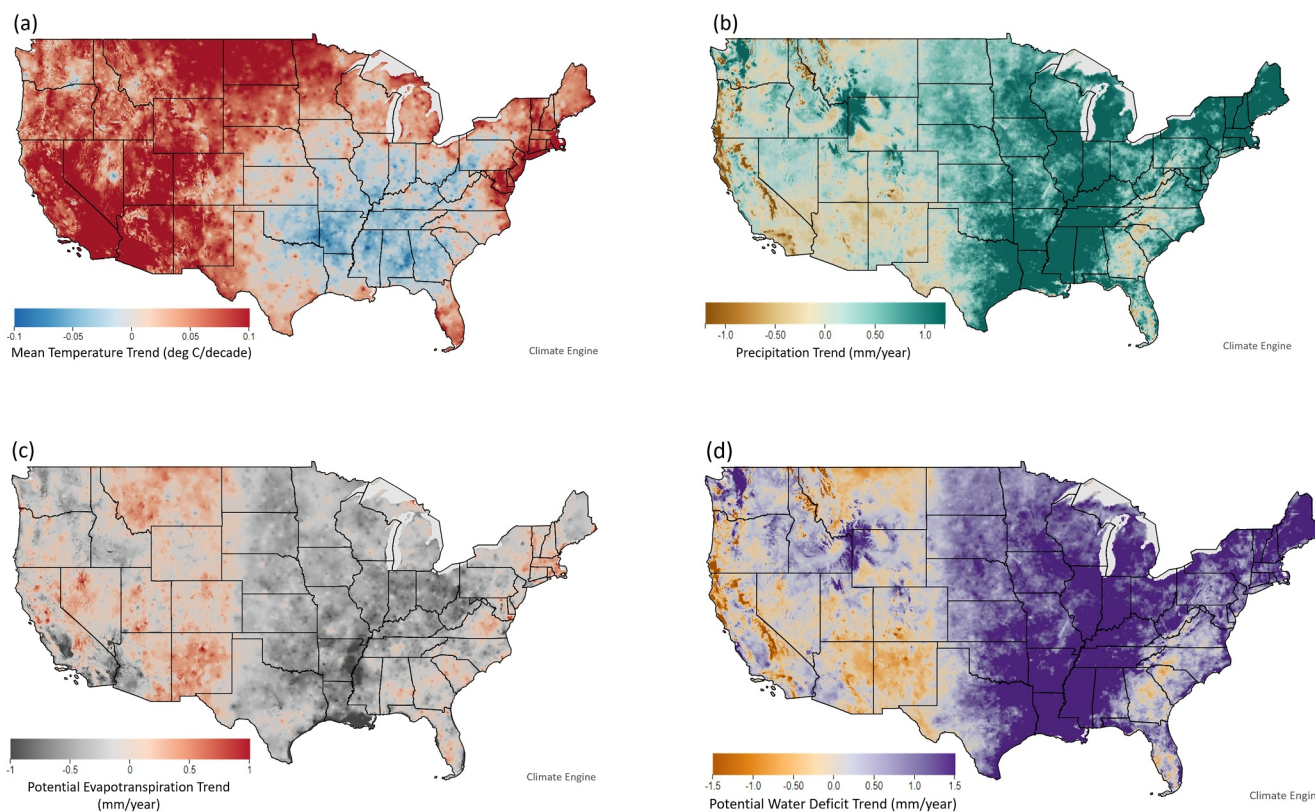 (a)
(b)
-0.1 -0.05 0 0.05 0.1
Mean Temperature Trend (deg C/decade)
Climate Engine
-1.0 -0.50 0.0 0.50 1.0
Precipitation Trend (mm/year)
Climate Engine
(c)
(d)
-1 -0.5 0 0.5 1
Potential Evapotranspiration Trend
(mm/year)
Climate Engine
-1.5 -1.0 -0.50 0.0 0.50 1.0 1.5
Potential Water Deficit Trend (mm/year)
Climate Engin